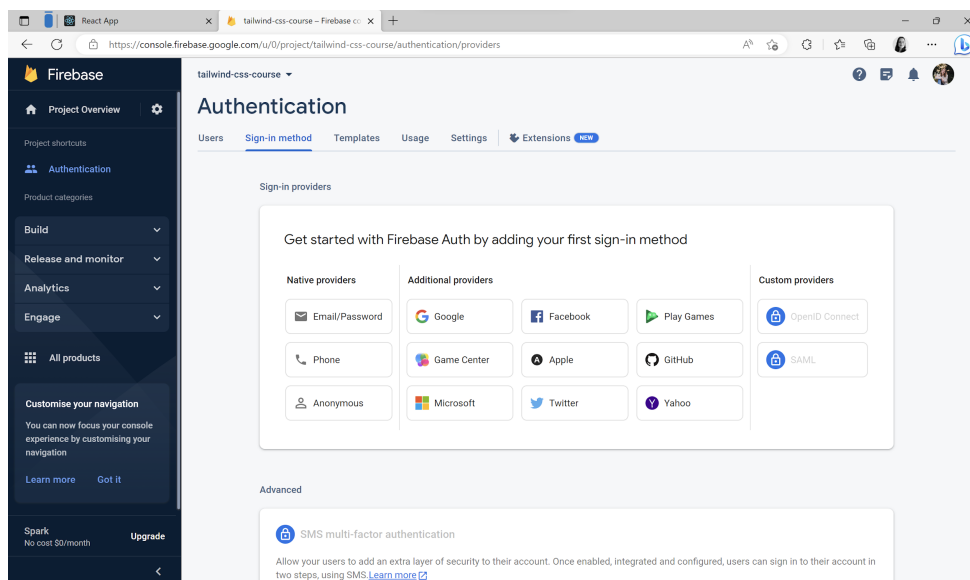 React App
tailwind-css-course – Firebase co
https://console.firebase.google.com/u/0/project/tailwind-css-course/authentication/providers
Firebase
Project Overview
Project shortcuts
Authentication
Product categories
Build
Release and monitor
Analytics
Engage
All products
Customise your navigation
You can now focus your console
experience by customising your
navigation
Learn more Got it
Spark
No cost $0/month
Upgrade
tailwind-css-course
Authentication
Users Sign-in method Templates Usage Settings Extensions NEW
Sign-in providers
Get started with Firebase Auth by adding your first sign-in method
Native providers Additional providers Custom providers
Email/Password Google Facebook Play Games OpenID Connect
Phone Game Center Apple GitHub SAML
Anonymous Microsoft Twitter Yahoo
Advanced
SMS multi-factor authentication
Allow your users to add an extra layer of security to their account. Once enabled, integrated and configured, users can sign in to their account in
two steps, using SMS.Learn more